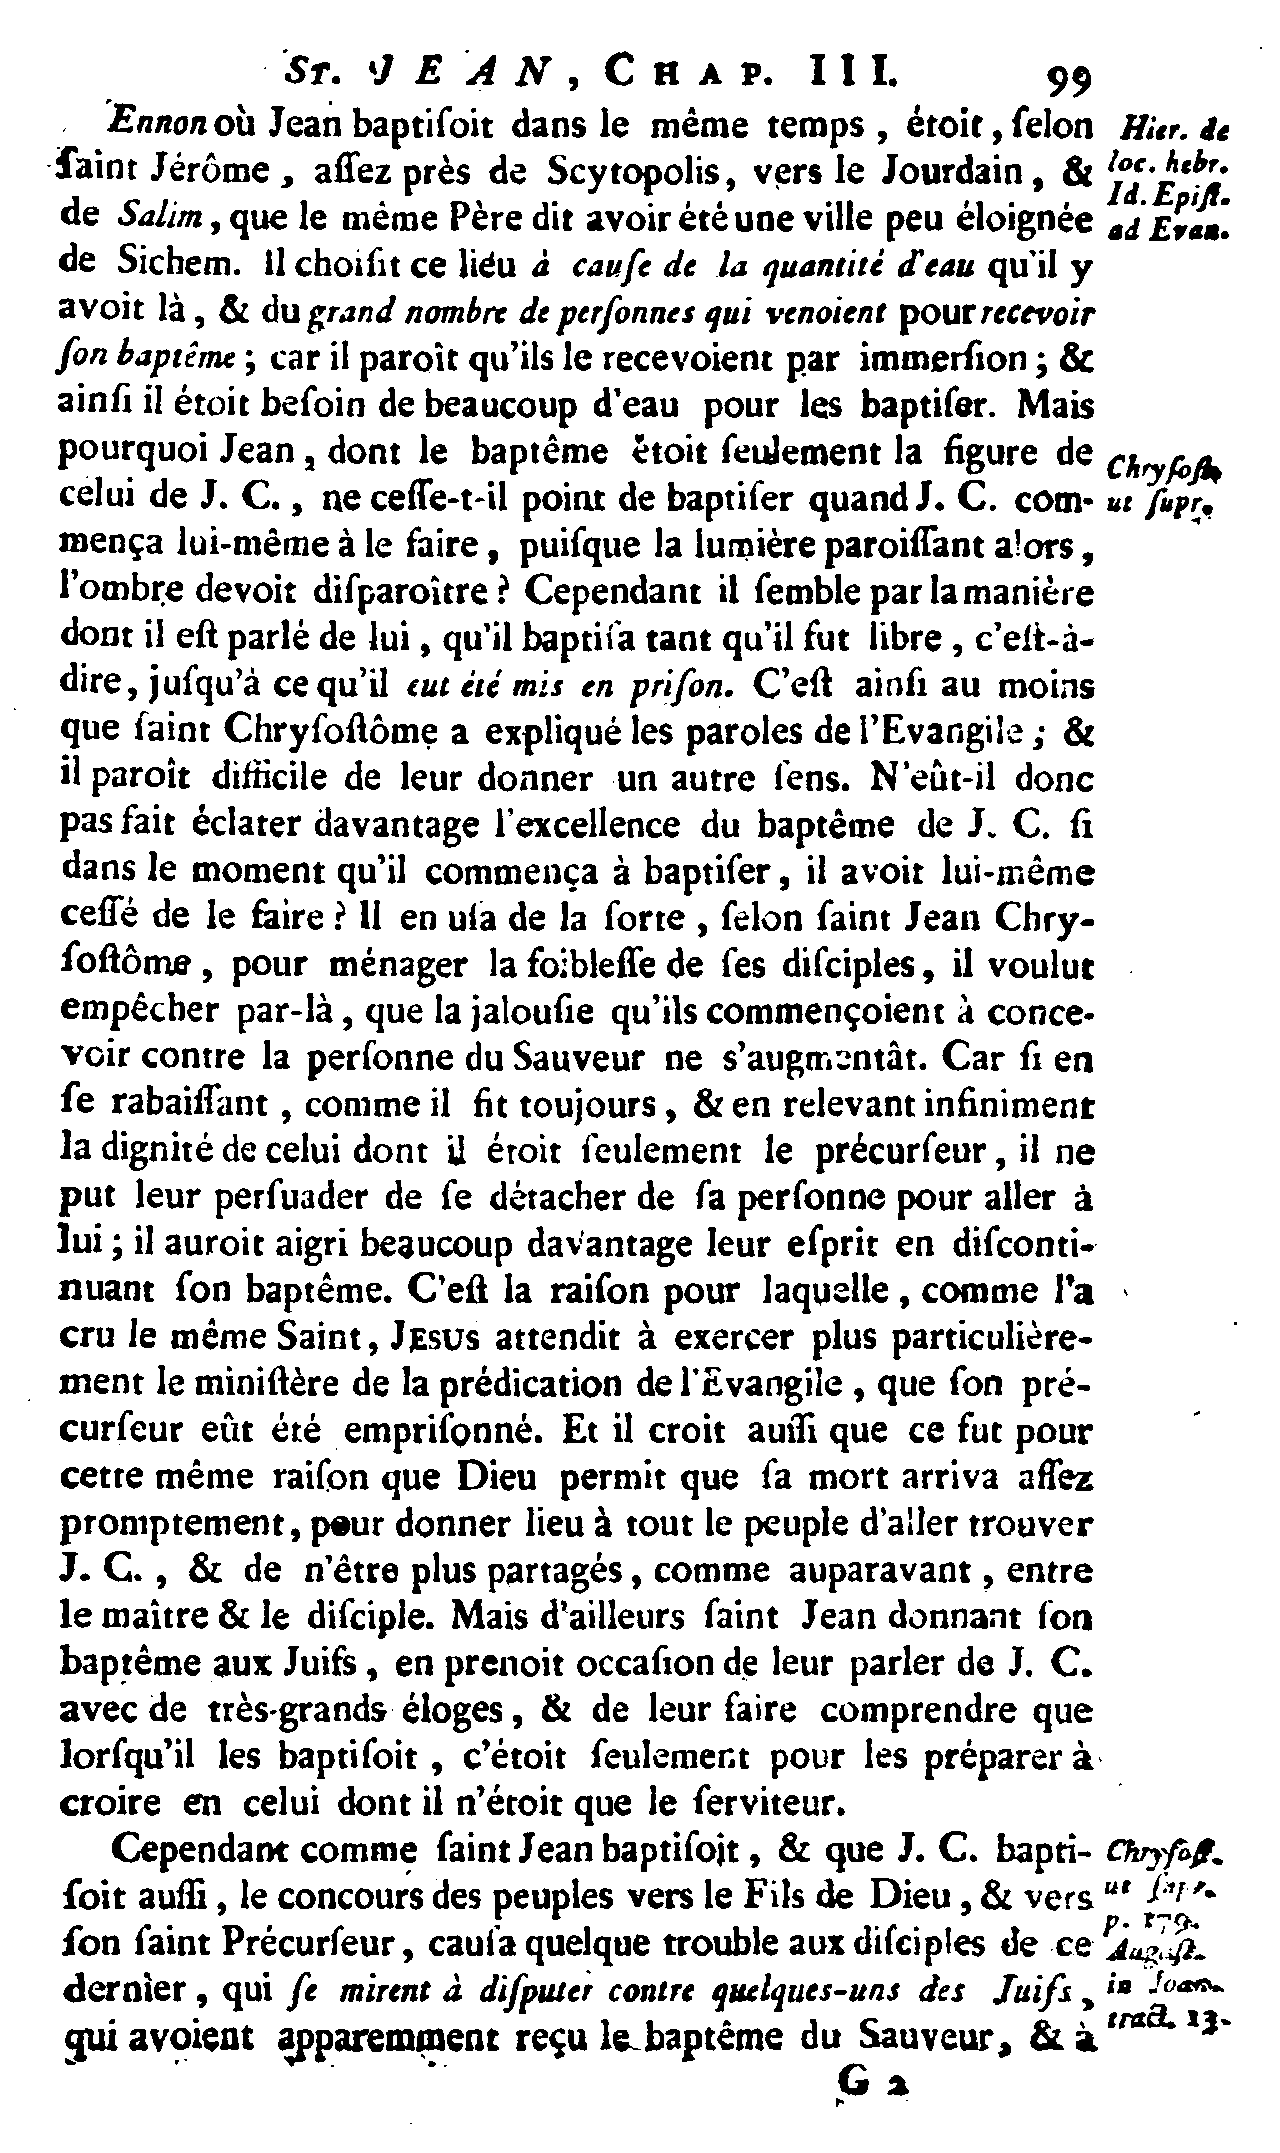 ST. JEAN, CHAP. III. 99
Ennon où Jean baptiſoit dans le même temps, étoit, ſelon
ſaint Jérôme, aſſez près de Scytopolis, vers le Jourdain, &
de Salim, que le même Père dit avoir été une ville peu éloignée
de Sichem. Il choiſit ce lieu à cauſe de la quantité d'eau qu'il y
avoit là, & du grand nombre de perſonnes qui venoient pour recevoir
ſon baptême; car il paroît qu'ils le recevoient par immerſion; &
ainſi il étoit beſoin de beaucoup d'eau pour les baptiſer. Mais
pourquoi Jean, dont le baptême étoit ſeulement la figure de
celui de J. C., ne ceſſe-t-il point de baptiſer quand J. C. com-
mença lui-même à le faire, puiſque la lumière paroiſſant alors,
l'ombre devoit diſparoître? Cependant il ſemble par la manière
dont il eſt parlé de lui, qu'il baptiſa tant qu'il fut libre, c'eſt-à-
dire, juſqu'à ce qu'il eut été mis en priſon. C'eſt ainſi au moins
que ſaint Chryſoſtôme a expliqué les paroles de l'Evangile; &
il paroît difficile de leur donner un autre ſens. N'eût-il donc
pas fait éclater davantage l'excellence du baptême de J. C. ſi
dans le moment qu'il commença à baptiſer, il avoit lui-même
ceſſé de le faire? Il en uſa de la ſorte, ſelon ſaint Jean Chry-
ſoſtôme, pour ménager la foibleſſe de ſes diſciples, il voulut
empêcher par-là, que la jalouſie qu'ils commençoient à conce-
voir contre la perſonne du Sauveur ne s'augmentât. Car ſi en
ſe rabaiſſant, comme il fit toujours, & en relevant infiniment
la dignité de celui dont il étoit ſeulement le précurſeur, il ne
put leur perſuader de ſe détacher de ſa perſonne pour aller à
lui; il auroit aigri beaucoup davantage leur eſprit en diſconti-
nuant ſon baptême. C'eſt la raiſon pour laquelle, comme l'a
cru le même Saint, JESUS attendit à exercer plus particulière-
ment le miniſtère de la prédication de l'Evangile, que ſon pré-
curſeur eût été empriſonné. Et il croit auſſi que ce fut pour
cette même raiſon que Dieu permit que ſa mort arriva aſſez
promptement, pour donner lieu à tout le peuple d'aller trouver
J. C., & de n'être plus partagés, comme auparavant, entre
le maître & le diſciple. Mais d'ailleurs ſaint Jean donnant ſon
baptême aux Juifs, en prenoit occaſion de leur parler de J. C.
avec de très-grands éloges, & de leur faire comprendre que
lorſqu'il les baptiſoit, c'étoit ſeulement pour les préparer à
croire en celui dont il n'étoit que le ſerviteur.
Cependant comme ſaint Jean baptiſoit, & que J. C. bapti-
ſoit auſſi, le concours des peuples vers le Fils de Dieu, & vers
ſon ſaint Précurſeur, cauſa quelque trouble aux diſciples de ce
dernier, qui ſe mirent à diſputer contre quelques-uns des Juifs,
qui avoient apparemment reçu le baptême du Sauveur, & à
G 2
Hier. de
loc. hebr.
Id. Epiſt.
ad Evan.
Chryſoſt.
ut ſupr.
Chryſoſt.
ut ſupr.
p. 179.
Auguſt.
in Joan.
tract. 13.